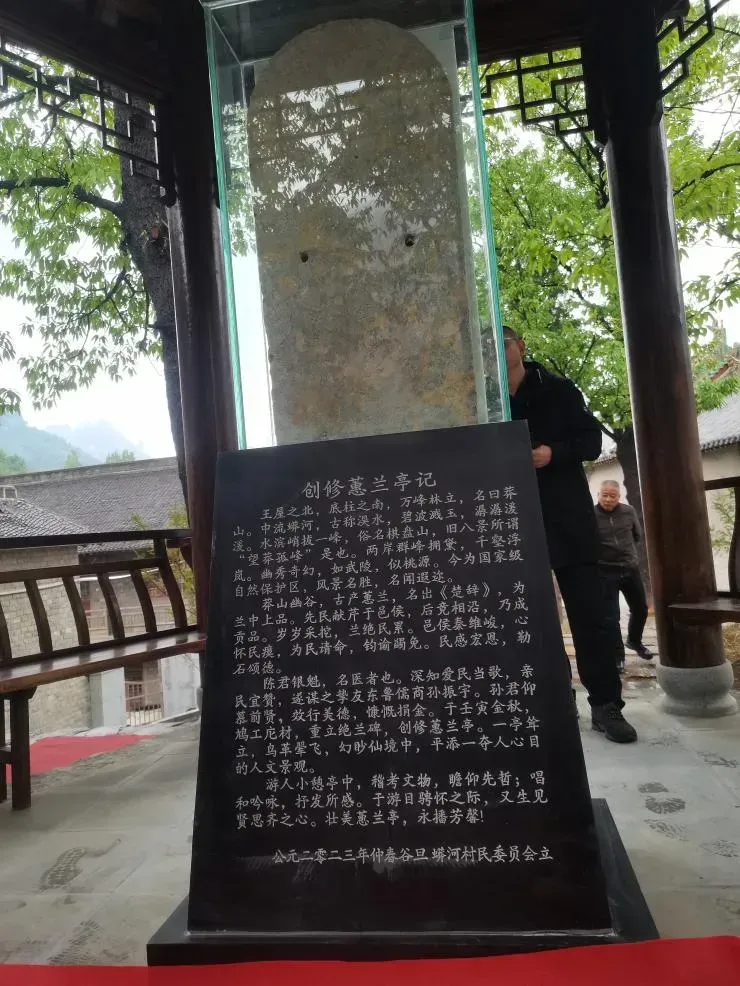 创修蕙兰亭记
王屋之北，底柱之南，万峰林立，名曰莽
山。中流蟒河，古称溴水，碧波溅玉，潺潺泼
泼。水滨峭拔一峰，俗名棋盘山，旧八景所谓
“望莽孤峰”是也。两岸群峰拥黛，千壑浮
岚。幽秀奇幻，如武陵，似桃源。今为国家级
自然保护区，风景名胜，名闻遐迩。
莽山幽谷，古产蕙兰，名出《楚辞》，为
兰中上品。先民献芹于邑侯，后竞相沿，乃成
贡品。岁岁采挖，兰绝民累。邑侯秦维峻，心
怀民瘼，为民请命，钧谕蠲免。民感宏恩，勒
石颂德。
陈君银魁，名医者也。深知爱民当歌，亲
民宜赞，遂谋之挚友东鲁儒商孙振宇。孙君仰
慕前贤，效行美德，慷慨捐金。于壬寅金秋，
鸠工庀材，重立绝兰碑，创修蕙兰亭。一亭耸
立，鸟革翚飞，幻眇仙境中，平添一夺人心目
的人文景观。
游人小憩亭中，稽考文物，瞻仰先哲；唱
和吟咏，抒发所感。于游目骋怀之际，又生见
贤思齐之心。壮美蕙兰亭，永播芳馨！
公元二零二三年仲春谷旦 蟒河村民委员会立